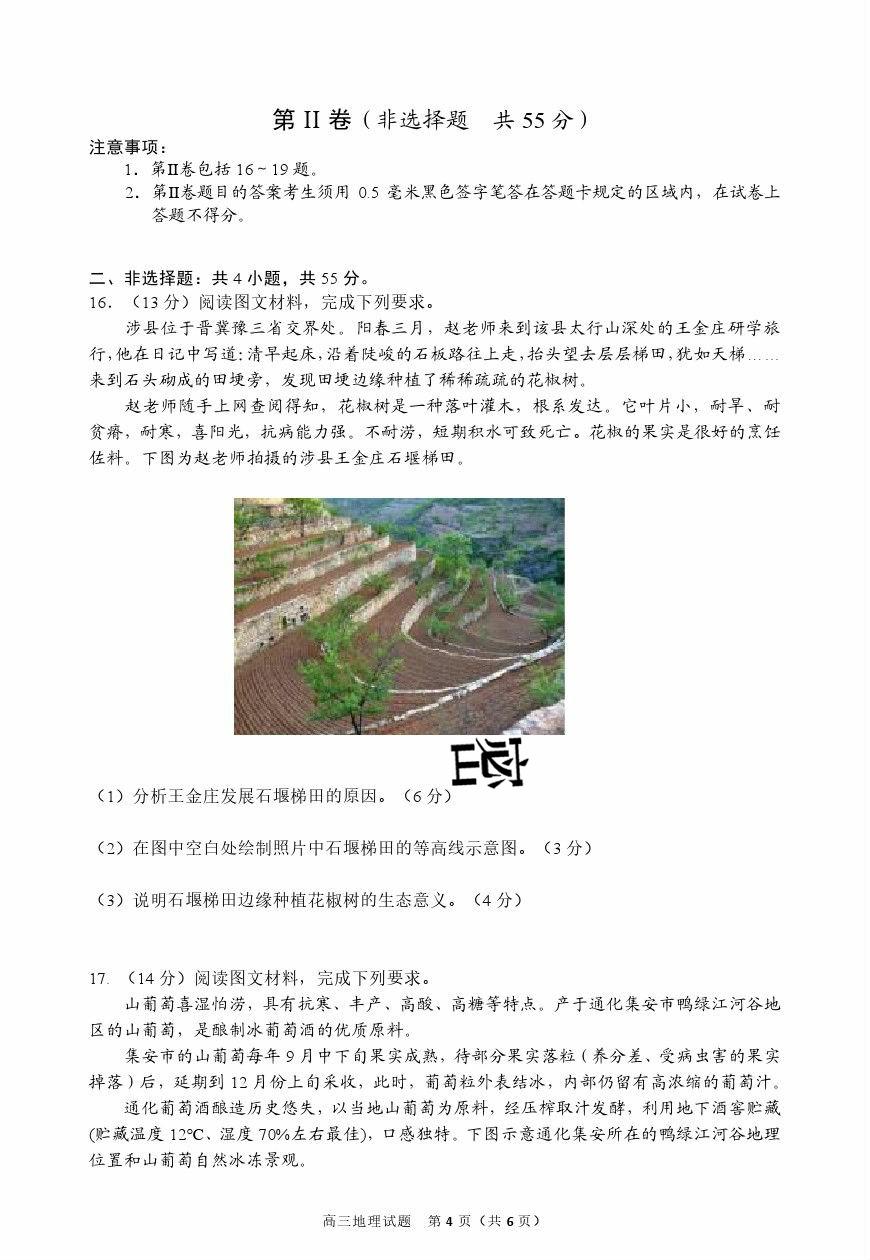 第 II 卷（非选择题 共 55 分）
注意事项：
1．第II卷包括 16～19 题。
2．第II卷题目的答案考生须用 0.5 毫米黑色签字笔答在答题卡规定的区域内，在试卷上
答题不得分。
二、非选择题：共 4 小题，共 55 分。
16．（13 分）阅读图文材料，完成下列要求。
涉县位于晋冀豫三省交界处。阳春三月，赵老师来到该县太行山深处的王金庄研学旅
行，他在日记中写道：清早起床，沿着陡峻的石板路往上走，抬头望去层层梯田，犹如天梯……
来到石头砌成的田埂旁，发现田埂边缘种植了稀稀疏疏的花椒树。
赵老师随手上网查阅得知，花椒树是一种落叶灌木，根系发达。它叶片小，耐旱、耐
贫瘠，耐寒，喜阳光，抗病能力强。不耐涝，短期积水可致死亡。花椒的果实是很好的烹饪
佐料。下图为赵老师拍摄的涉县王金庄石堰梯田。
（1）分析王金庄发展石堰梯田的原因。（6 分）
（2）在图中空白处绘制照片中石堰梯田的等高线示意图。（3 分）
（3）说明石堰梯田边缘种植花椒树的生态意义。（4 分）
17. （14 分）阅读图文材料，完成下列要求。
山葡萄喜湿怕涝，具有抗寒、丰产、高酸、高糖等特点。产于通化集安市鸭绿江河谷地
区的山葡萄，是酿制冰葡萄酒的优质原料。
集安市的山葡萄每年 9 月中下旬果实成熟，待部分果实落粒（养分差、受病虫害的果实
掉落）后，延期到 12 月份上旬采收，此时，葡萄粒外表结冰，内部仍留有高浓缩的葡萄汁。
通化葡萄酒酿造历史悠失，以当地山葡萄为原料，经压榨取汁发酵，利用地下酒窖贮藏
(贮藏温度 12℃、湿度 70%左右最佳)，口感独特。下图示意通化集安所在的鸭绿江河谷地理
位置和山葡萄自然冰冻景观。
高三地理试题 第 4 页（共 6 页）